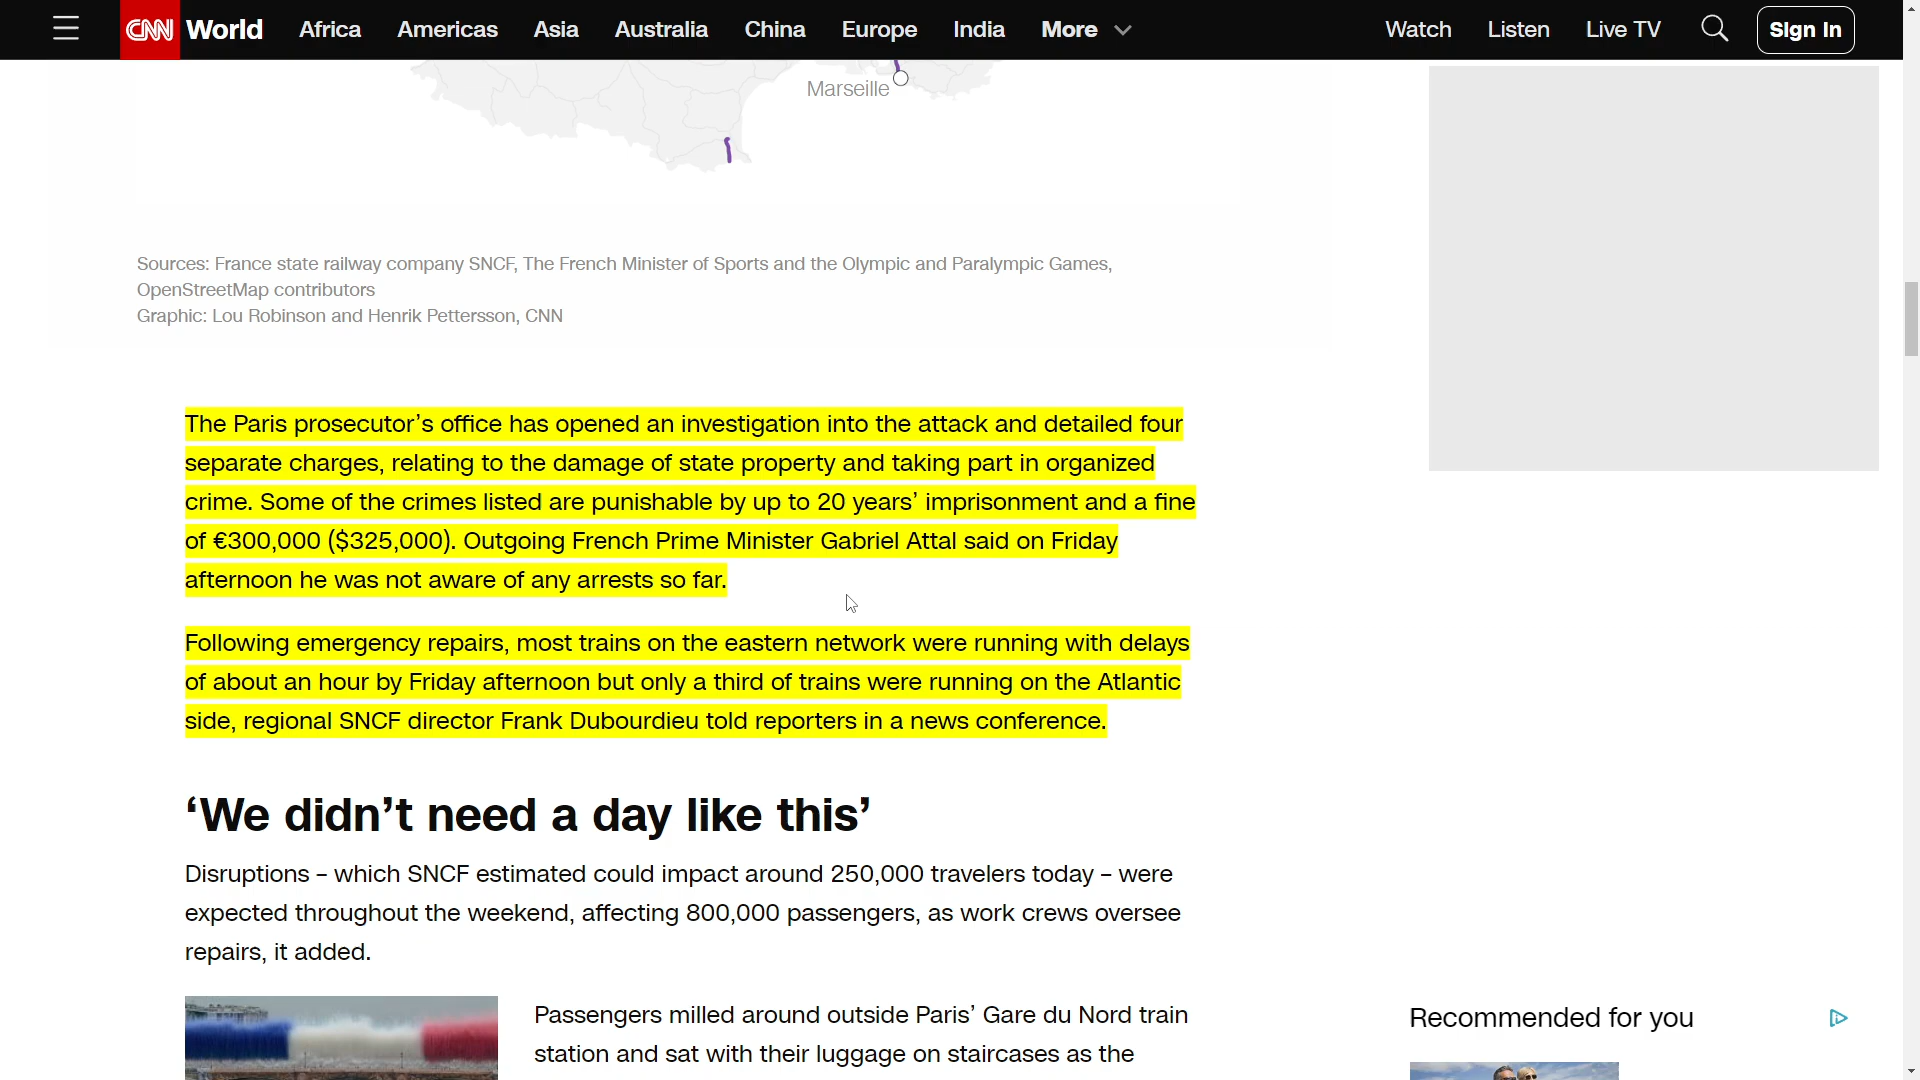 CNN World Africa Americas Asia Australia China Europe India More Watch Listen Live TV Sign In
Marseille
Sources: France state railway company SNCF, The French Minister of Sports and the Olympic and Paralympic Games,
OpenStreetMap contributors
Graphic: Lou Robinson and Henrik Pettersson, CNN
The Paris prosecutor’s office has opened an investigation into the attack and detailed four
separate charges, relating to the damage of state property and taking part in organized
crime. Some of the crimes listed are punishable by up to 20 years’ imprisonment and a fine
of €300,000 ($325,000). Outgoing French Prime Minister Gabriel Attal said on Friday
afternoon he was not aware of any arrests so far.
Following emergency repairs, most trains on the eastern network were running with delays
of about an hour by Friday afternoon but only a third of trains were running on the Atlantic
side, regional SNCF director Frank Dubourdieu told reporters in a news conference.
‘We didn’t need a day like this’
Disruptions – which SNCF estimated could impact around 250,000 travelers today – were
expected throughout the weekend, affecting 800,000 passengers, as work crews oversee
repairs, it added.
Passengers milled around outside Paris’ Gare du Nord train
station and sat with their luggage on staircases as the
Recommended for you